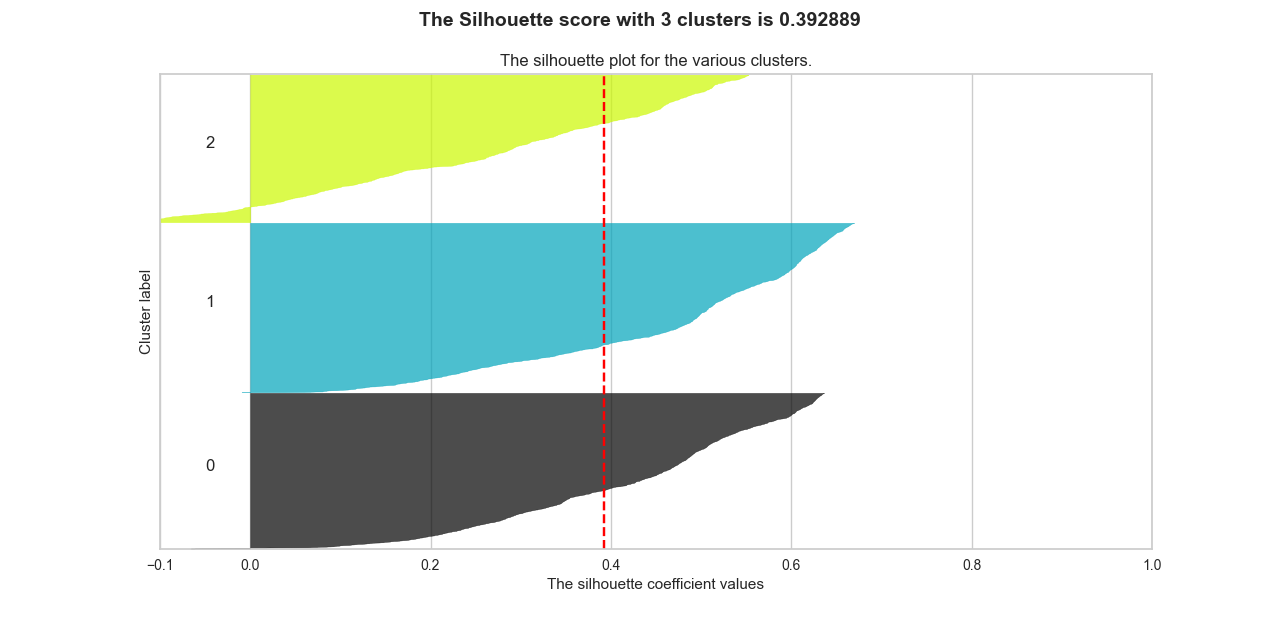 The Silhouette score with 3 clusters is 0.392889
The silhouette plot for the various clusters.
2
1
0
Cluster label
−0.1 0.0 0.2 0.4 0.6 0.8 1.0
The silhouette coefficient values